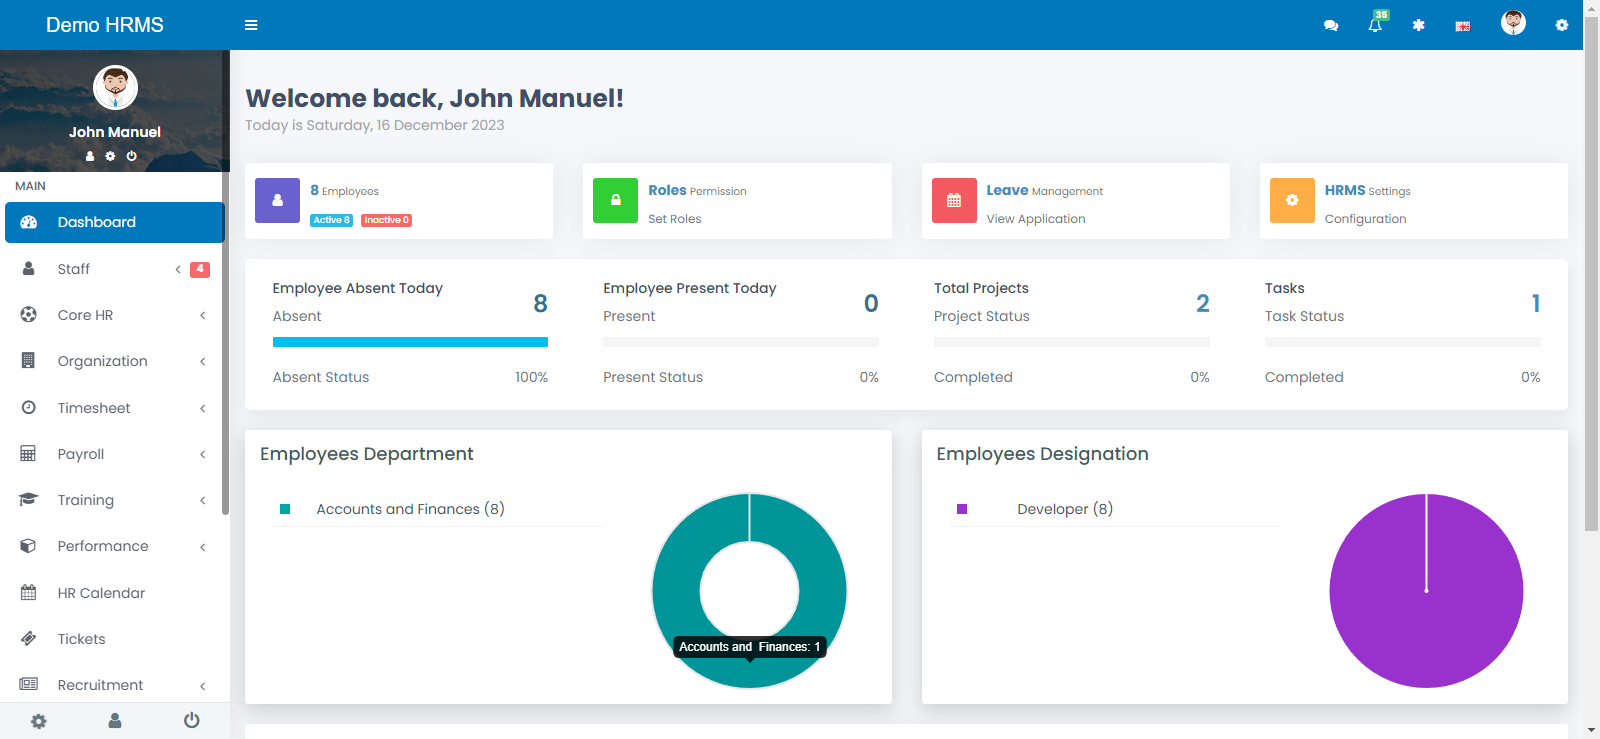 Demo HRMS
35
John Manuel
MAIN
Dashboard
Staff 4
Core HR
Organization
Timesheet
Payroll
Training
Performance
HR Calendar
Tickets
Recruitment
Welcome back, John Manuel!
Today is Saturday, 16 December 2023
8 Employees
Active 8 Inactive 0
Roles Permission
Set Roles
Leave Management
View Application
HRMS Settings
Configuration
Employee Absent Today
8
Absent
Absent Status 100%
Employee Present Today
0
Present
Present Status 0%
Total Projects
2
Project Status
Completed 0%
Tasks
1
Task Status
Completed 0%
Employees Department
Accounts and Finances (8)
Accounts and Finances: 1
Employees Designation
Developer (8)